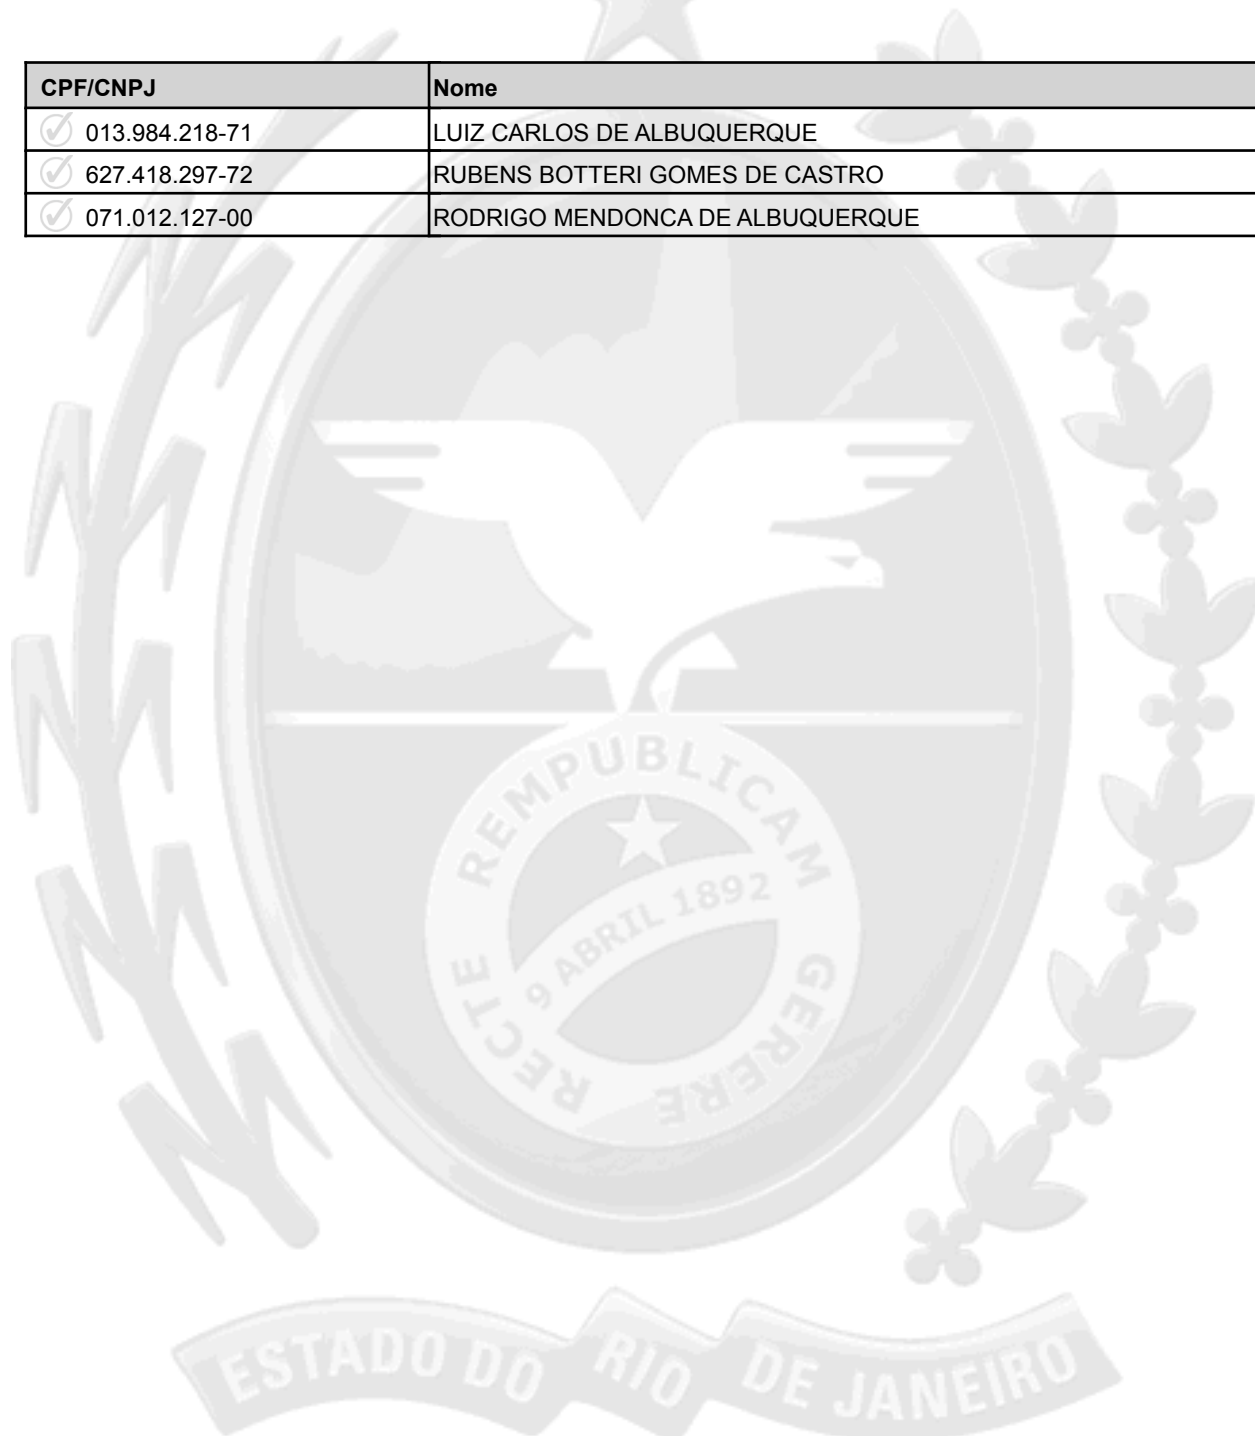 CPF/CNPJ Nome
013.984.218-71 LUIZ CARLOS DE ALBUQUERQUE
627.418.297-72 RUBENS BOTTERI GOMES DE CASTRO
071.012.127-00 RODRIGO MENDONCA DE ALBUQUERQUE
RECTE REMPUBLICAM GERERE
9 ABRIL 1892
ESTADO DO RIO DE JANEIRO